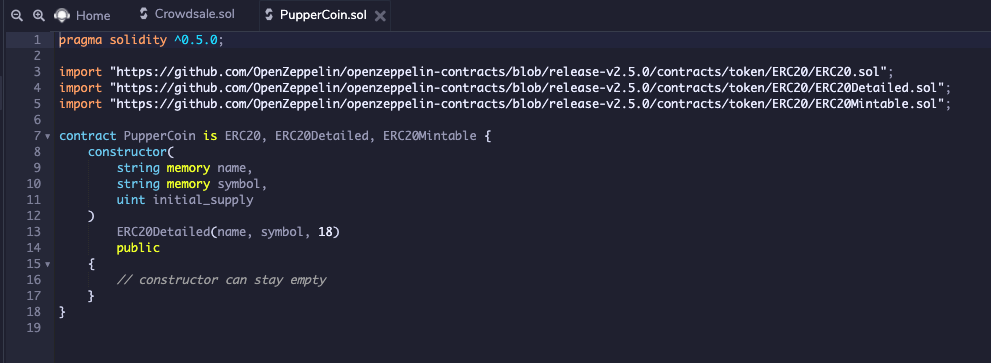 Home Crowdsale.sol PupperCoin.sol
1 pragma solidity ^0.5.0;
2
3 import "https://github.com/OpenZeppelin/openzeppelin-contracts/blob/release-v2.5.0/contracts/token/ERC20/ERC20.sol";
4 import "https://github.com/OpenZeppelin/openzeppelin-contracts/blob/release-v2.5.0/contracts/token/ERC20/ERC20Detailed.sol";
5 import "https://github.com/OpenZeppelin/openzeppelin-contracts/blob/release-v2.5.0/contracts/token/ERC20/ERC20Mintable.sol";
6
7 contract PupperCoin is ERC20, ERC20Detailed, ERC20Mintable {
8 constructor(
9 string memory name,
10 string memory symbol,
11 uint initial_supply
12 )
13 ERC20Detailed(name, symbol, 18)
14 public
15 {
16 // constructor can stay empty
17 }
18 }
19